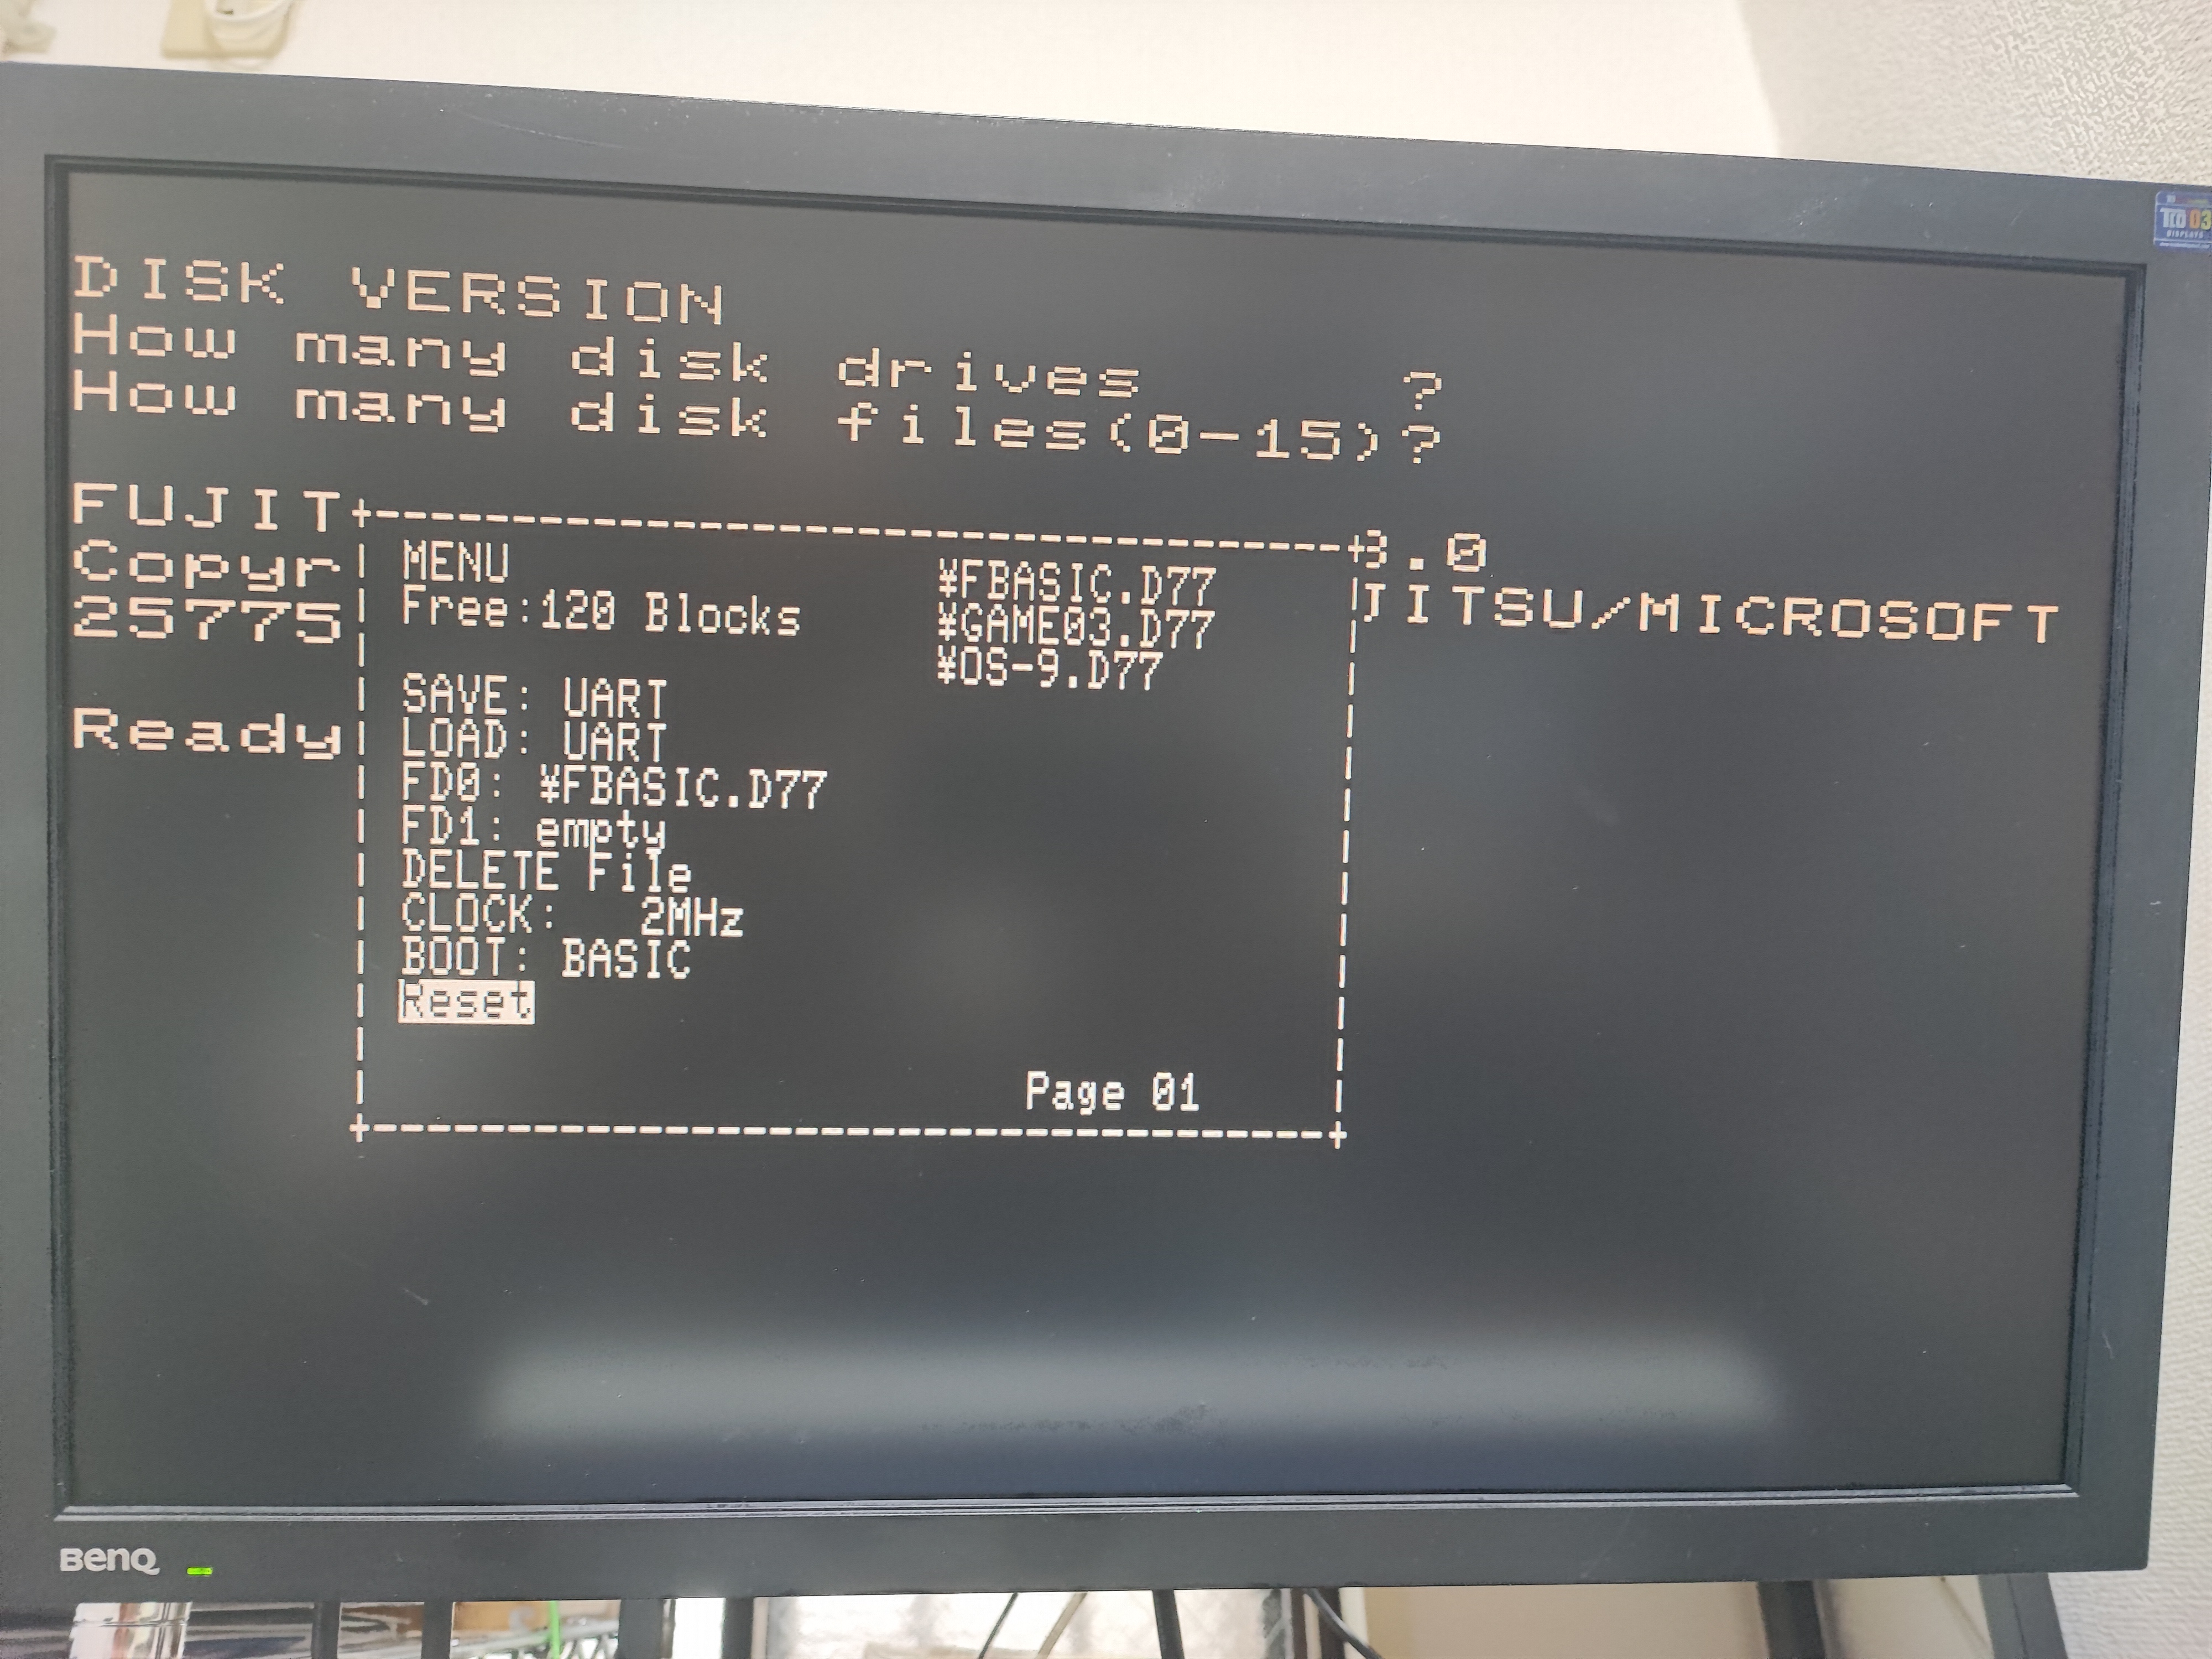 DISK VERSION
How many disk drives ?
How many disk files(0-15)?
FUJIT
3.0
Copyr
JITSU/MICROSOFT
25775
Ready
MENU
Free:120 Blocks
SAVE: UART
LOAD: UART
FD0: ¥FBASIC.D77
FD1: empty
DELETE File
CLOCK: 2MHz
BOOT: BASIC
Reset
¥FBASIC.D77
¥GAME03.D77
¥OS-9.D77
Page 01
BenQ
TCO 03
DISPLAYS